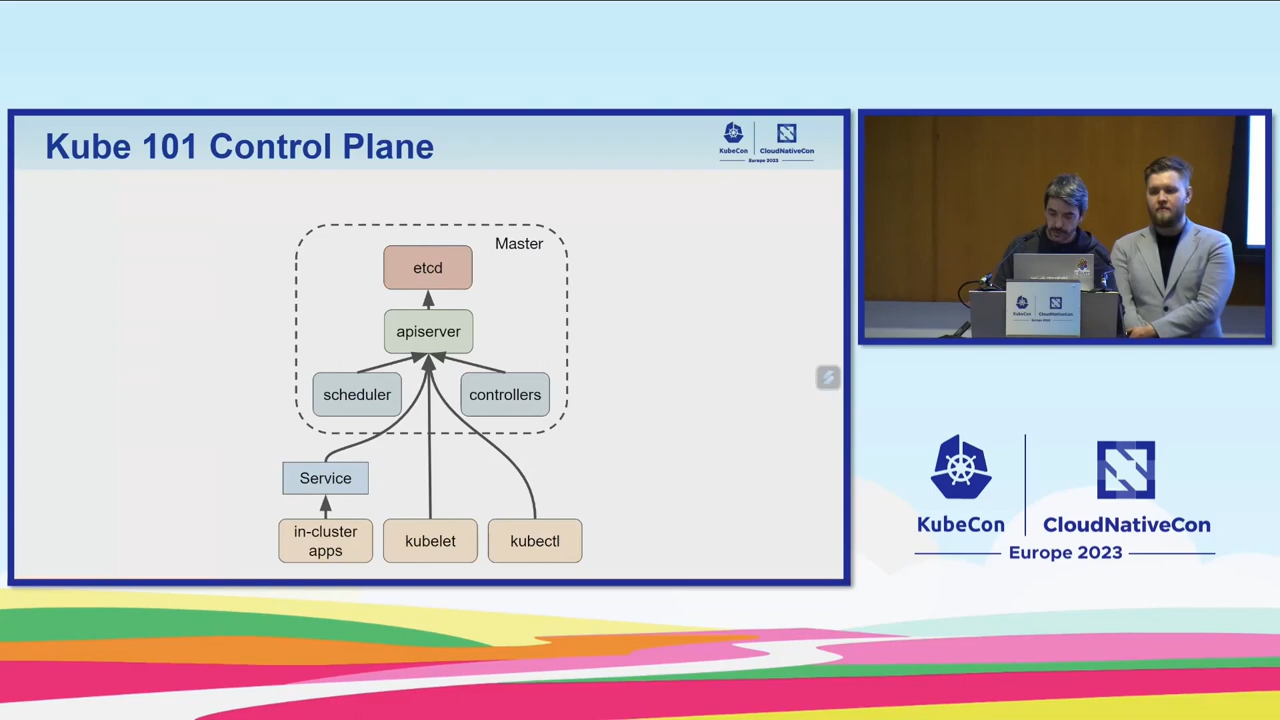 Kube 101 Control Plane
KubeCon
CloudNativeCon
Europe 2023
Master
etcd
apiserver
scheduler
controllers
Service
in-cluster
apps
kubelet
kubectl
KubeCon
CloudNativeCon
Europe 2023